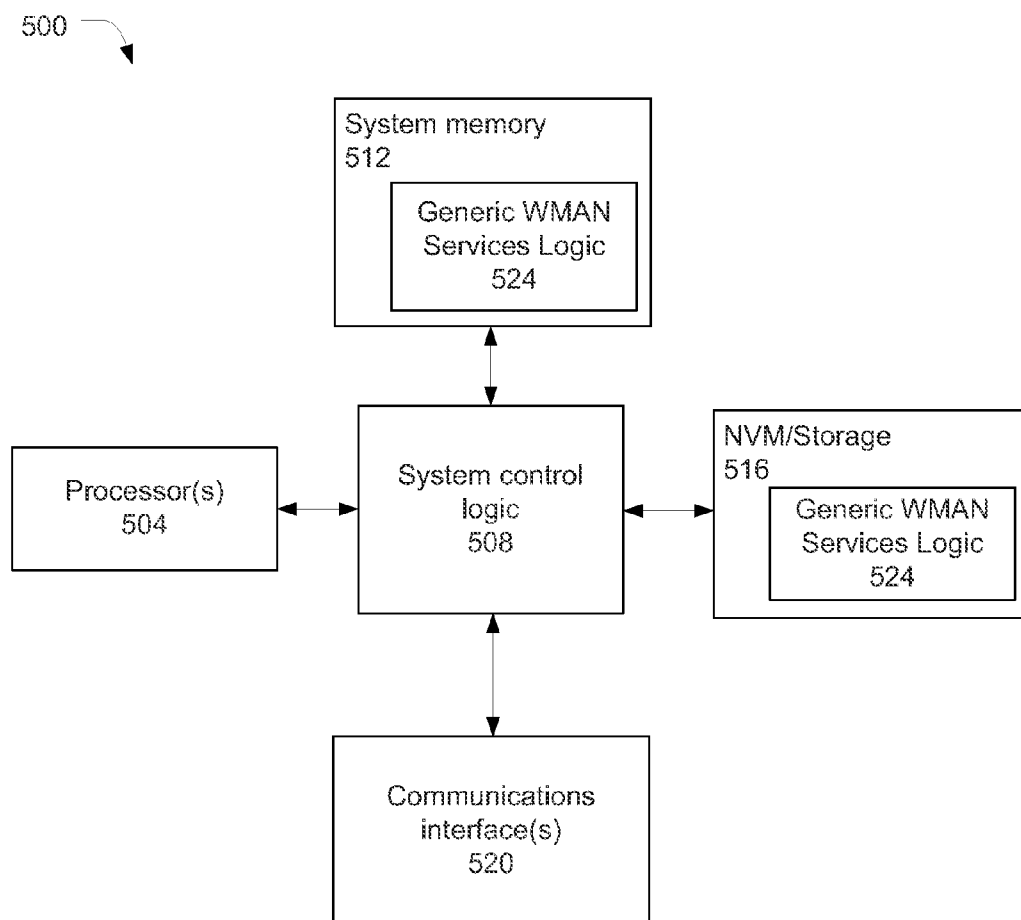 500
System memory
512
Generic WMAN
Services Logic
524
NVM/Storage
516
Generic WMAN
Services Logic
524
Processor(s)
504
System control
logic
508
Communications
interface(s)
520